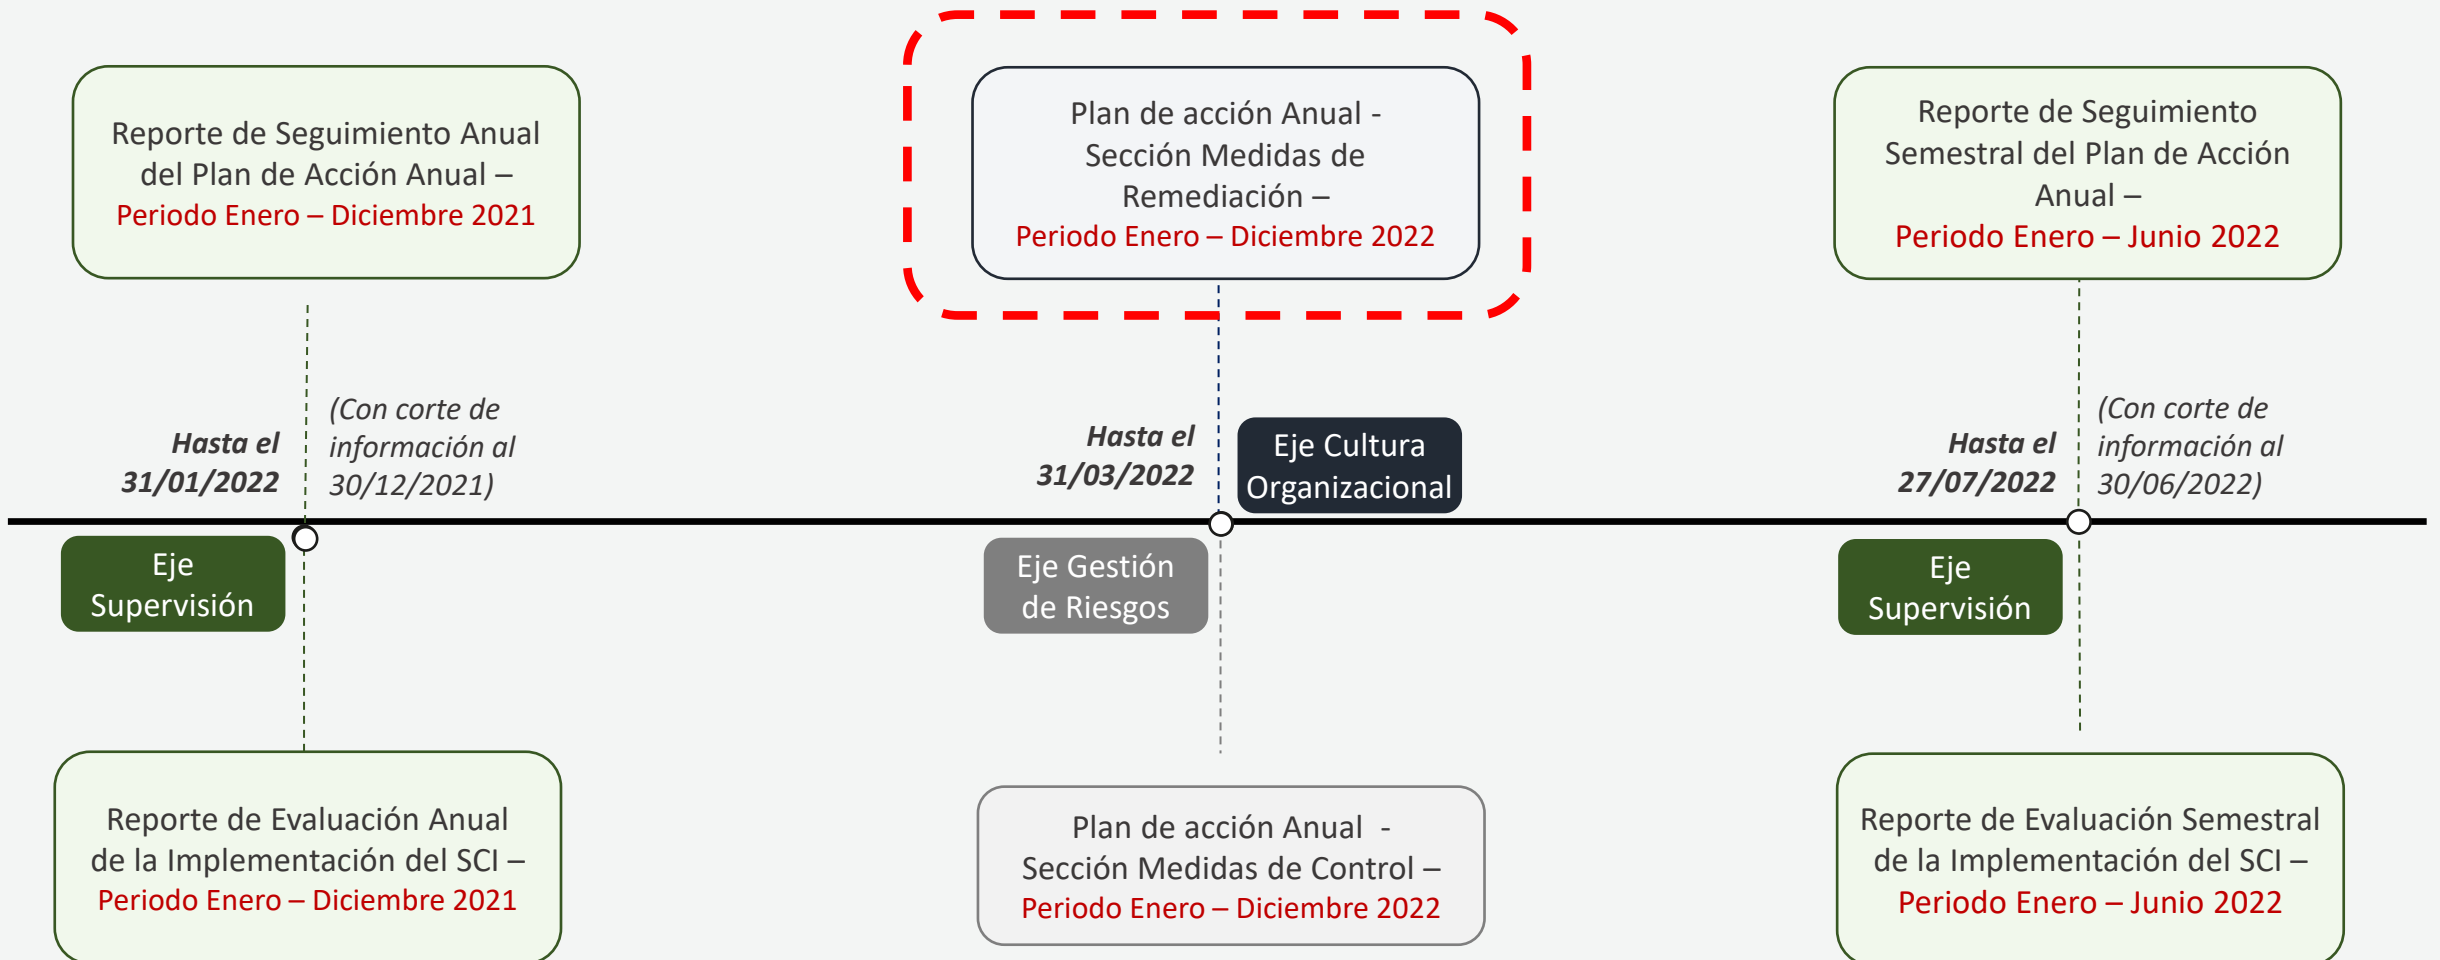 Reporte de Seguimiento Anual
del Plan de Acción Anual –
Periodo Enero – Diciembre 2021
Plan de acción Anual -
Sección Medidas de
Remediación –
Periodo Enero – Diciembre 2022
Reporte de Seguimiento
Semestral del Plan de Acción
Anual –
Periodo Enero – Junio 2022
Hasta el
31/01/2022
(Con corte de
información al
30/12/2021)
Hasta el
31/03/2022
Eje Cultura
Organizacional
Hasta el
27/07/2022
(Con corte de
información al
30/06/2022)
Eje
Supervisión
Eje Gestión
de Riesgos
Eje
Supervisión
Reporte de Evaluación Anual
de la Implementación del SCI –
Periodo Enero – Diciembre 2021
Plan de acción Anual -
Sección Medidas de Control –
Periodo Enero – Diciembre 2022
Reporte de Evaluación Semestral
de la Implementación del SCI –
Periodo Enero – Junio 2022